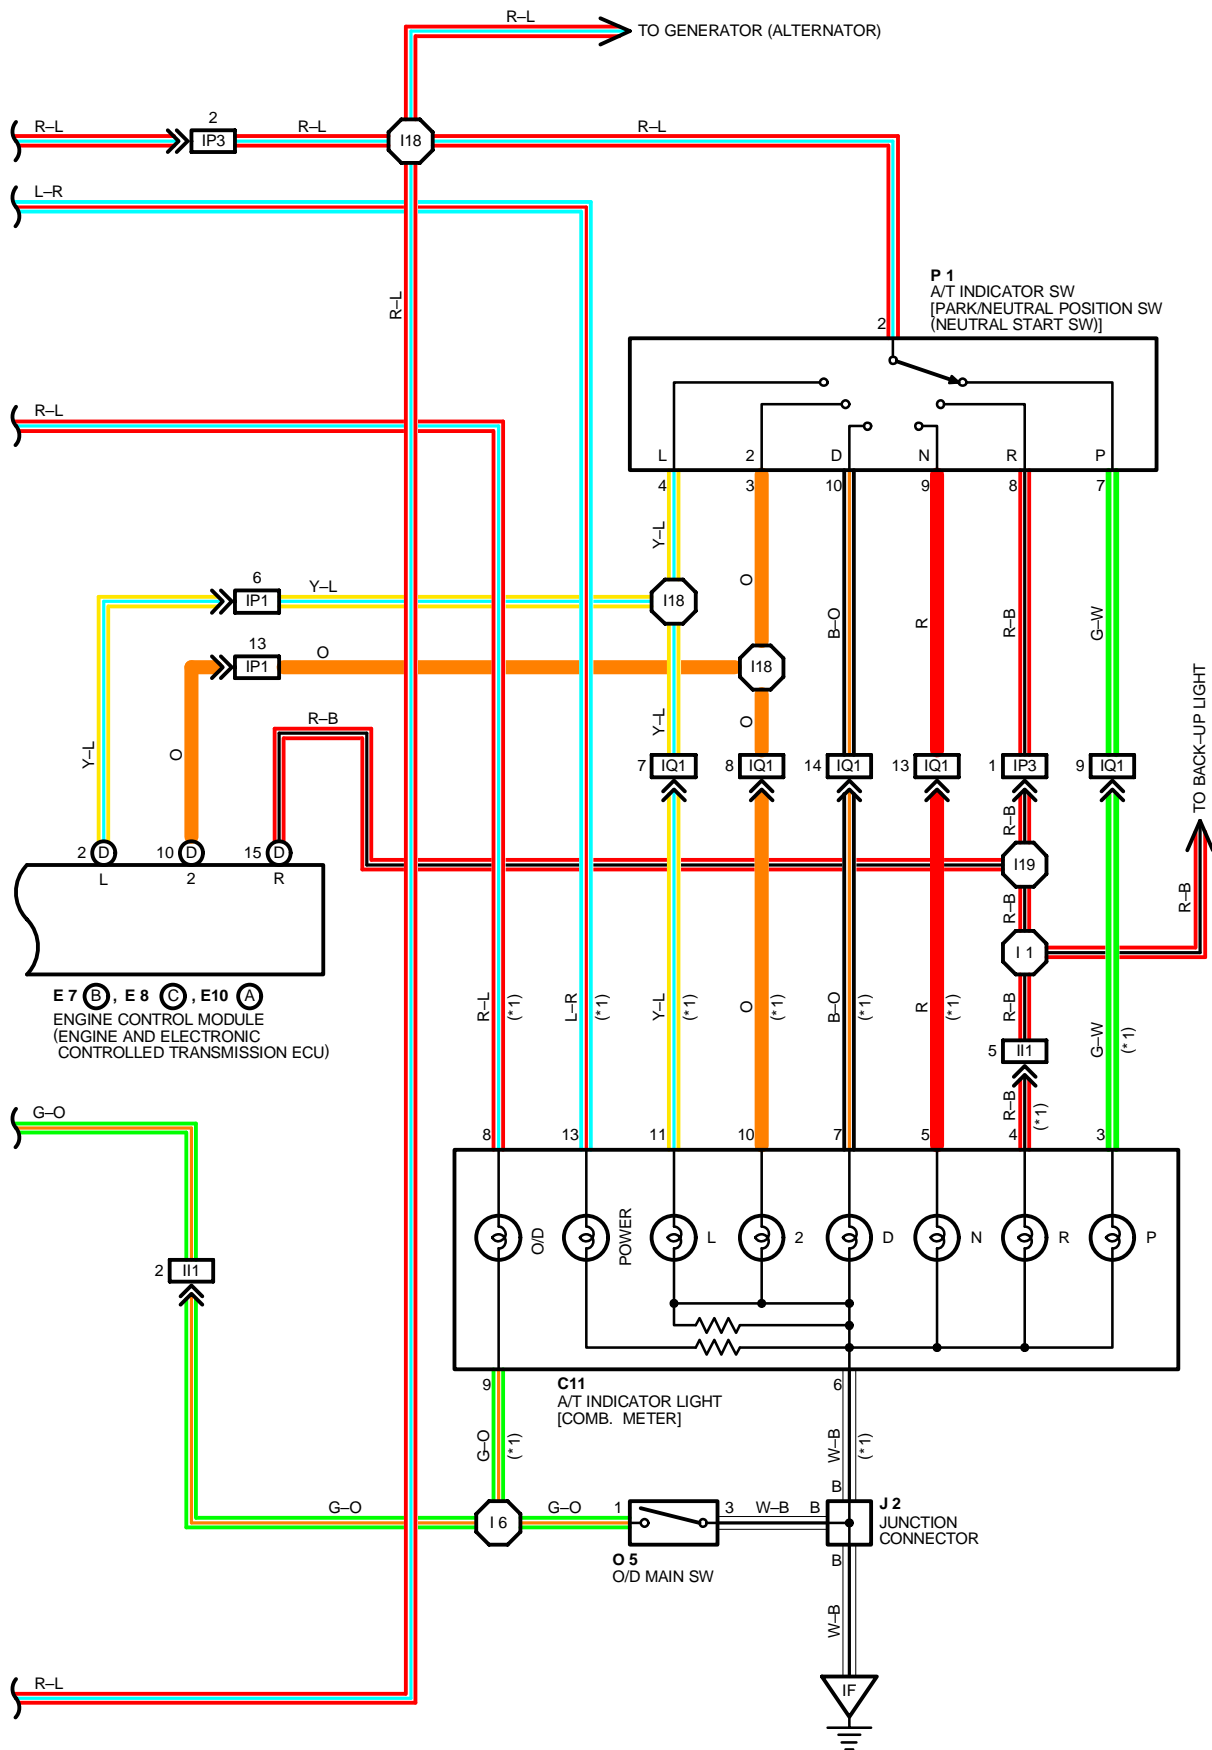 R–L
TO GENERATOR (ALTERNATOR)
2
R–L
IP3
R–L
I18
R–L
L–R
P 1
A/T INDICATOR SW
[PARK/NEUTRAL POSITION SW
(NEUTRAL START SW)]
R–L
2
R–L
L 2 D N R P
4 3 10 9 8 7
Y–L
O
B–O
R
R–B
G–W
6
IP1
Y–L
I18
13
IP1
O
I18
TO BACK–UP LIGHT
R–B
Y–L
O
Y–L
O
7 IQ1
8 IQ1
14 IQ1
13 IQ1
1 IP3
9 IQ1
R–B
2 D
10 D
15 D
L 2 R
I19
R–B
R–B
I 1
E 7 B , E 8 C , E10 A
ENGINE CONTROL MODULE
(ENGINE AND ELECTRONIC
CONTROLLED TRANSMISSION ECU)
R–L
(*1)
L–R
(*1)
Y–L
(*1)
O
(*1)
B–O
(*1)
R
(*1)
R–B
G–W
(*1)
5 II1
R–B
(*1)
G–O
8 13 11 10 7 5 4 3
O/D
POWER
L 2 D N R P
2 II1
9
C11
A/T INDICATOR LIGHT
[COMB. METER]
6
G–O
(*1)
W–B
(*1)
B
G–O
I 6
G–O
1
3
W–B
B
J 2
JUNCTION
CONNECTOR
O 5
O/D MAIN SW
B
W–B
R–L
IF